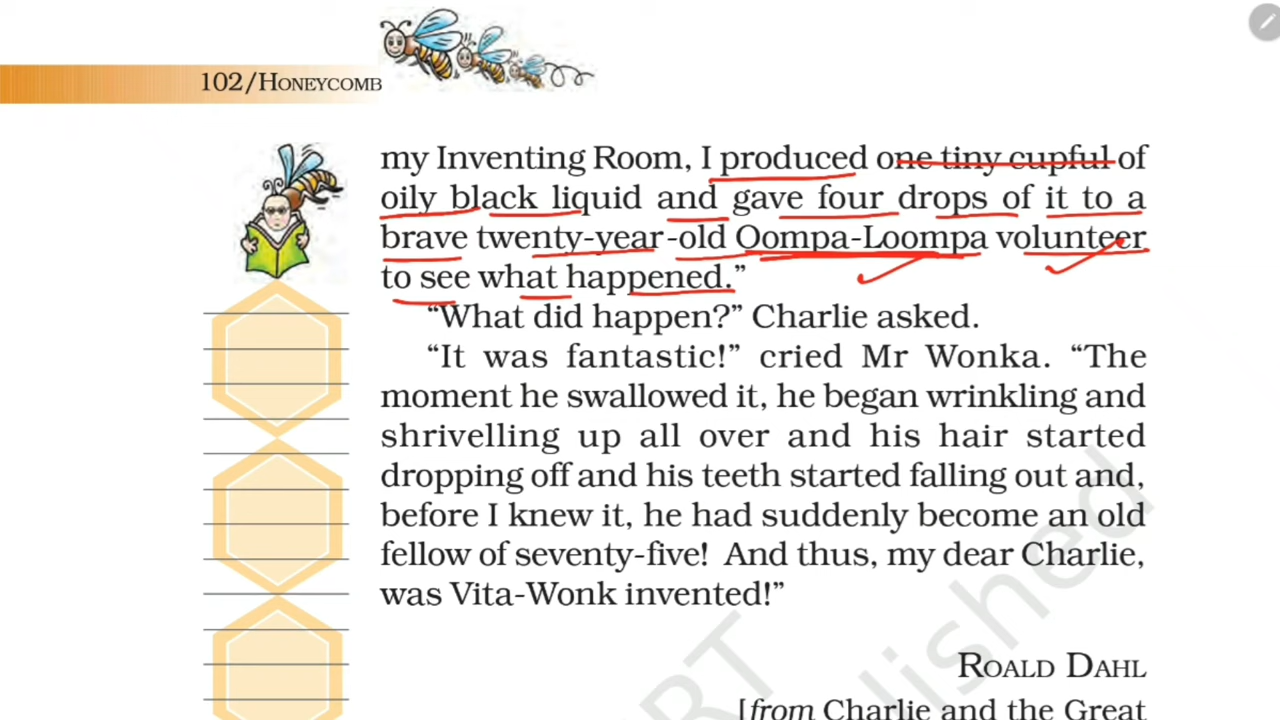 102/HONEYCOMB
my Inventing Room, I produced one tiny cupful of
oily black liquid and gave four drops of it to a
brave twenty-year-old Oompa-Loompa volunteer
to see what happened.”
“What did happen?” Charlie asked.
“It was fantastic!” cried Mr Wonka. “The
moment he swallowed it, he began wrinkling and
shrivelling up all over and his hair started
dropping off and his teeth started falling out and,
before I knew it, he had suddenly become an old
fellow of seventy-five! And thus, my dear Charlie,
was Vita-Wonk invented!”
ROALD DAHL
[from Charlie and the Great